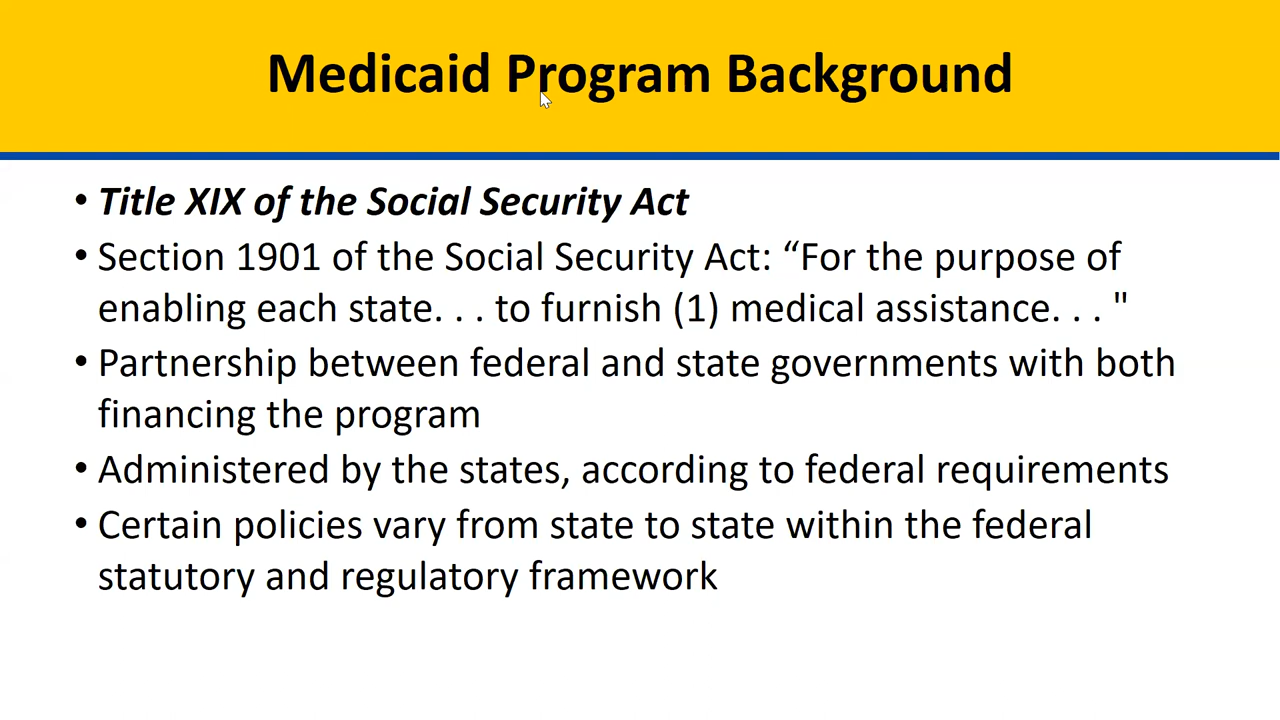 Medicaid Program Background
• Title XIX of the Social Security Act
• Section 1901 of the Social Security Act: “For the purpose of
enabling each state. . . to furnish (1) medical assistance. . . "
• Partnership between federal and state governments with both
financing the program
• Administered by the states, according to federal requirements
• Certain policies vary from state to state within the federal
statutory and regulatory framework